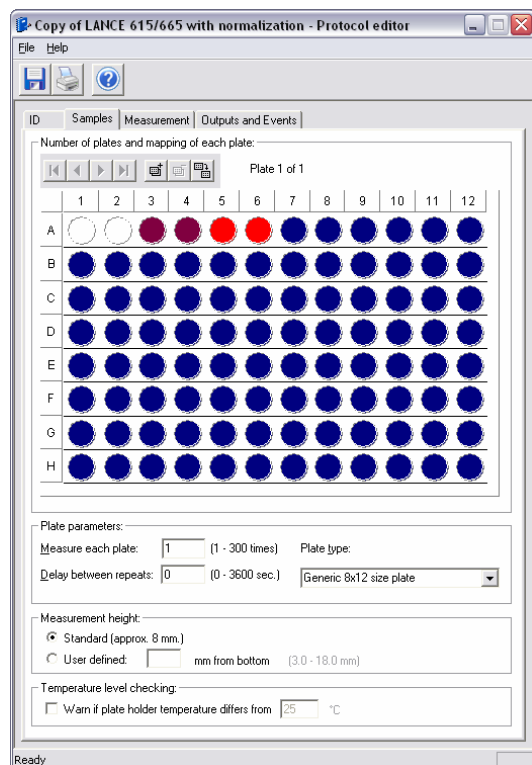 Copy of LANCE 615/665 with normalization - Protocol editor
File Help
ID Samples Measurement Outputs and Events
Number of plates and mapping of each plate:
Plate 1 of 1
1 2 3 4 5 6 7 8 9 10 11 12
A
B
C
D
E
F
G
H
Plate parameters:
Measure each plate: 1 (1 - 300 times) Plate type:
Delay between repeats: 0 (0 - 3600 sec.) Generic 8x12 size plate
Measurement height:
Standard (approx. 8 mm.)
User defined: mm from bottom (3.0 - 18.0 mm)
Temperature level checking:
Warn if plate holder temperature differs from 25 °C
Ready